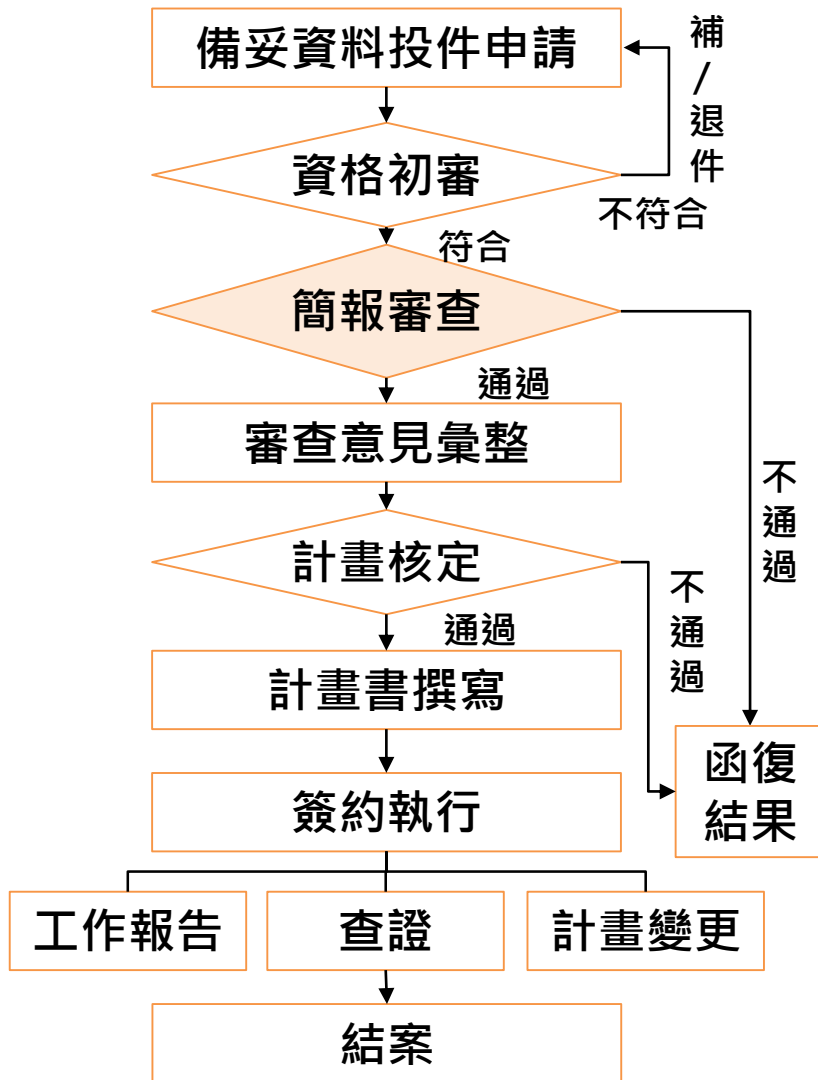 備妥資料投件申請
補/退件
資格初審
不符合
符合
簡報審查
通過
審查意見彙整
不通過
計畫核定
不通過
通過
計畫書撰寫
函復
結果
簽約執行
工作報告
查證
計畫變更
結案